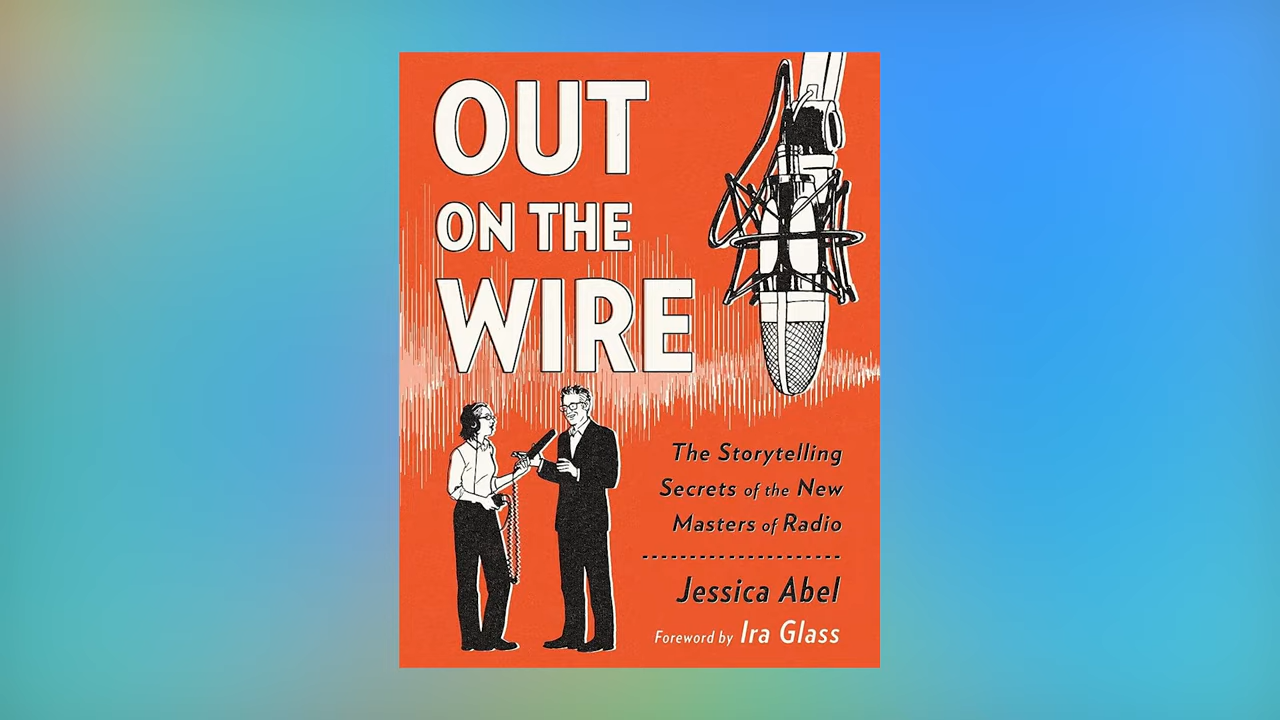 OUT
ON THE
WIRE
The Storytelling
Secrets of the New
Masters of Radio
Jessica Abel
Foreword by Ira Glass